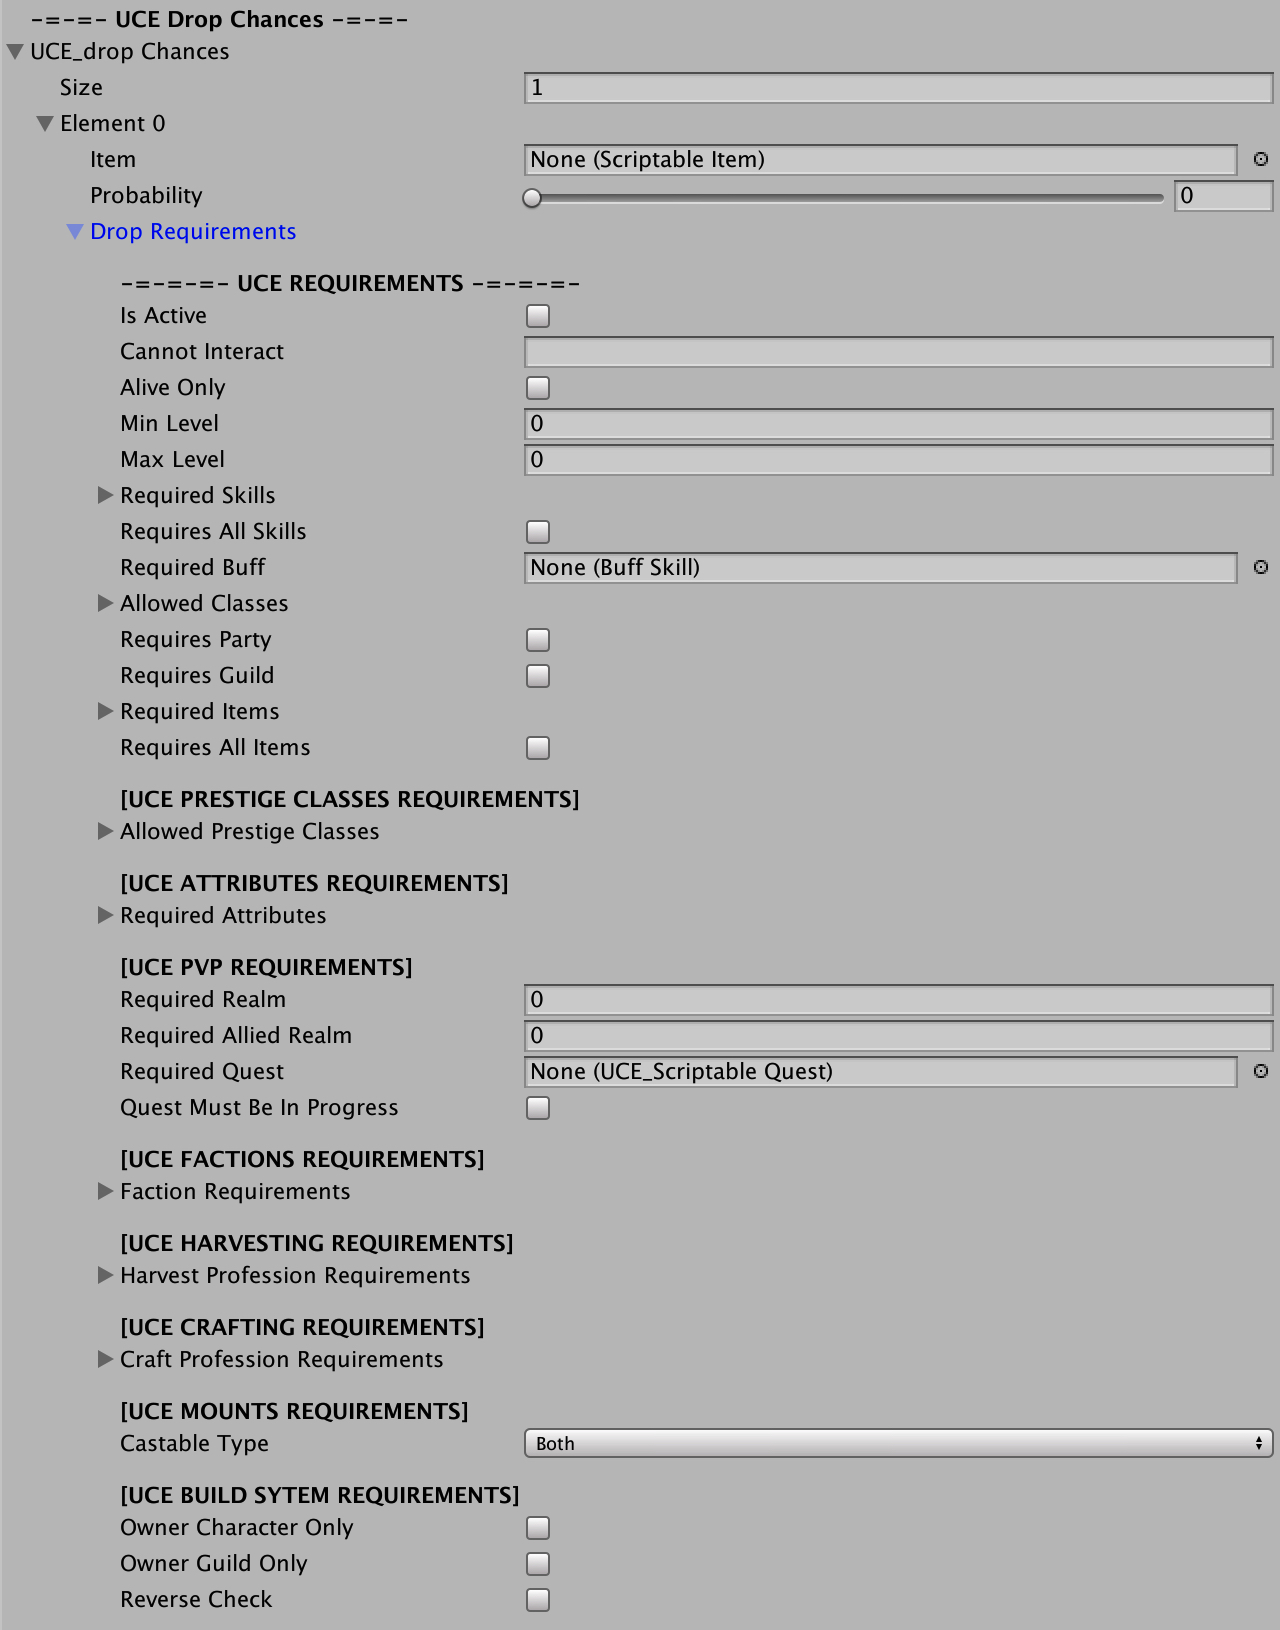 -=-=- UCE Drop Chances -=-=-
UCE_drop Chances
Size 1
Element 0
Item None (Scriptable Item)
Probability 0
Drop Requirements
-=-=-=- UCE REQUIREMENTS -=-=-=-
Is Active
Cannot Interact
Alive Only
Min Level 0
Max Level 0
Required Skills
Requires All Skills
Required Buff None (Buff Skill)
Allowed Classes
Requires Party
Requires Guild
Required Items
Requires All Items
[UCE PRESTIGE CLASSES REQUIREMENTS]
Allowed Prestige Classes
[UCE ATTRIBUTES REQUIREMENTS]
Required Attributes
[UCE PVP REQUIREMENTS]
Required Realm 0
Required Allied Realm 0
Required Quest None (UCE_Scriptable Quest)
Quest Must Be In Progress
[UCE FACTIONS REQUIREMENTS]
Faction Requirements
[UCE HARVESTING REQUIREMENTS]
Harvest Profession Requirements
[UCE CRAFTING REQUIREMENTS]
Craft Profession Requirements
[UCE MOUNTS REQUIREMENTS]
Castable Type Both
[UCE BUILD SYTEM REQUIREMENTS]
Owner Character Only
Owner Guild Only
Reverse Check